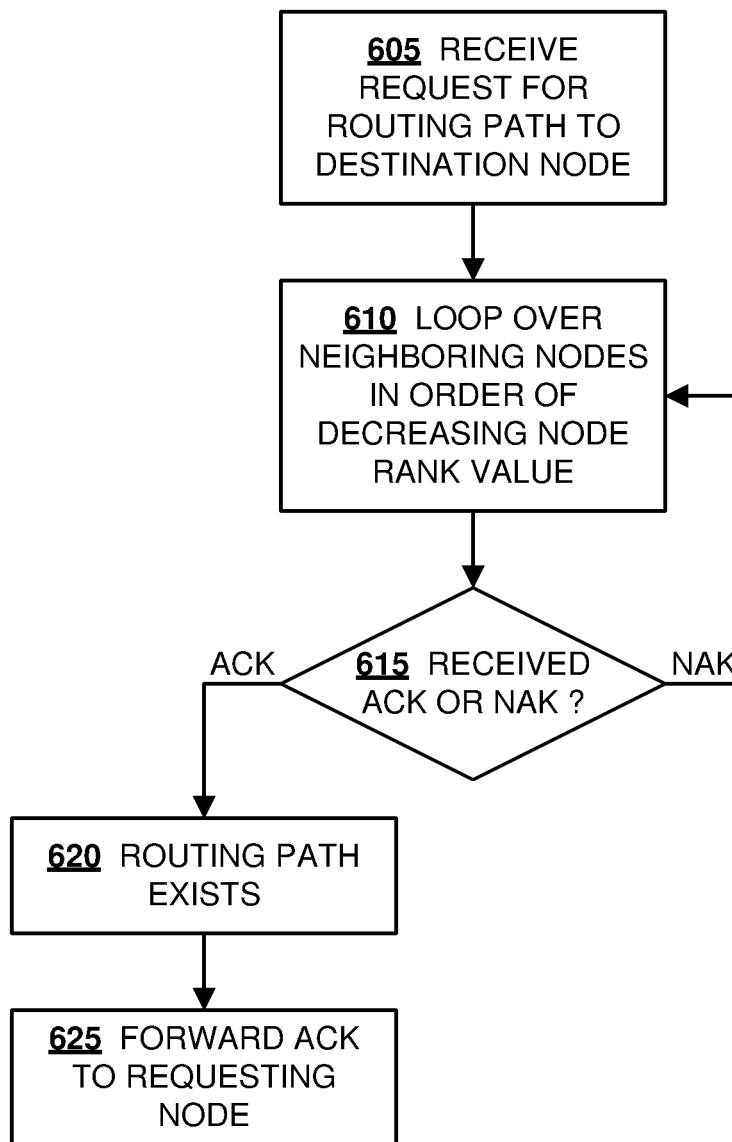 605 RECEIVE
REQUEST FOR
ROUTING PATH TO
DESTINATION NODE
610 LOOP OVER
NEIGHBORING NODES
IN ORDER OF
DECREASING NODE
RANK VALUE
ACK
615 RECEIVED
ACK OR NAK ?
NAK
620 ROUTING PATH
EXISTS
625 FORWARD ACK
TO REQUESTING
NODE